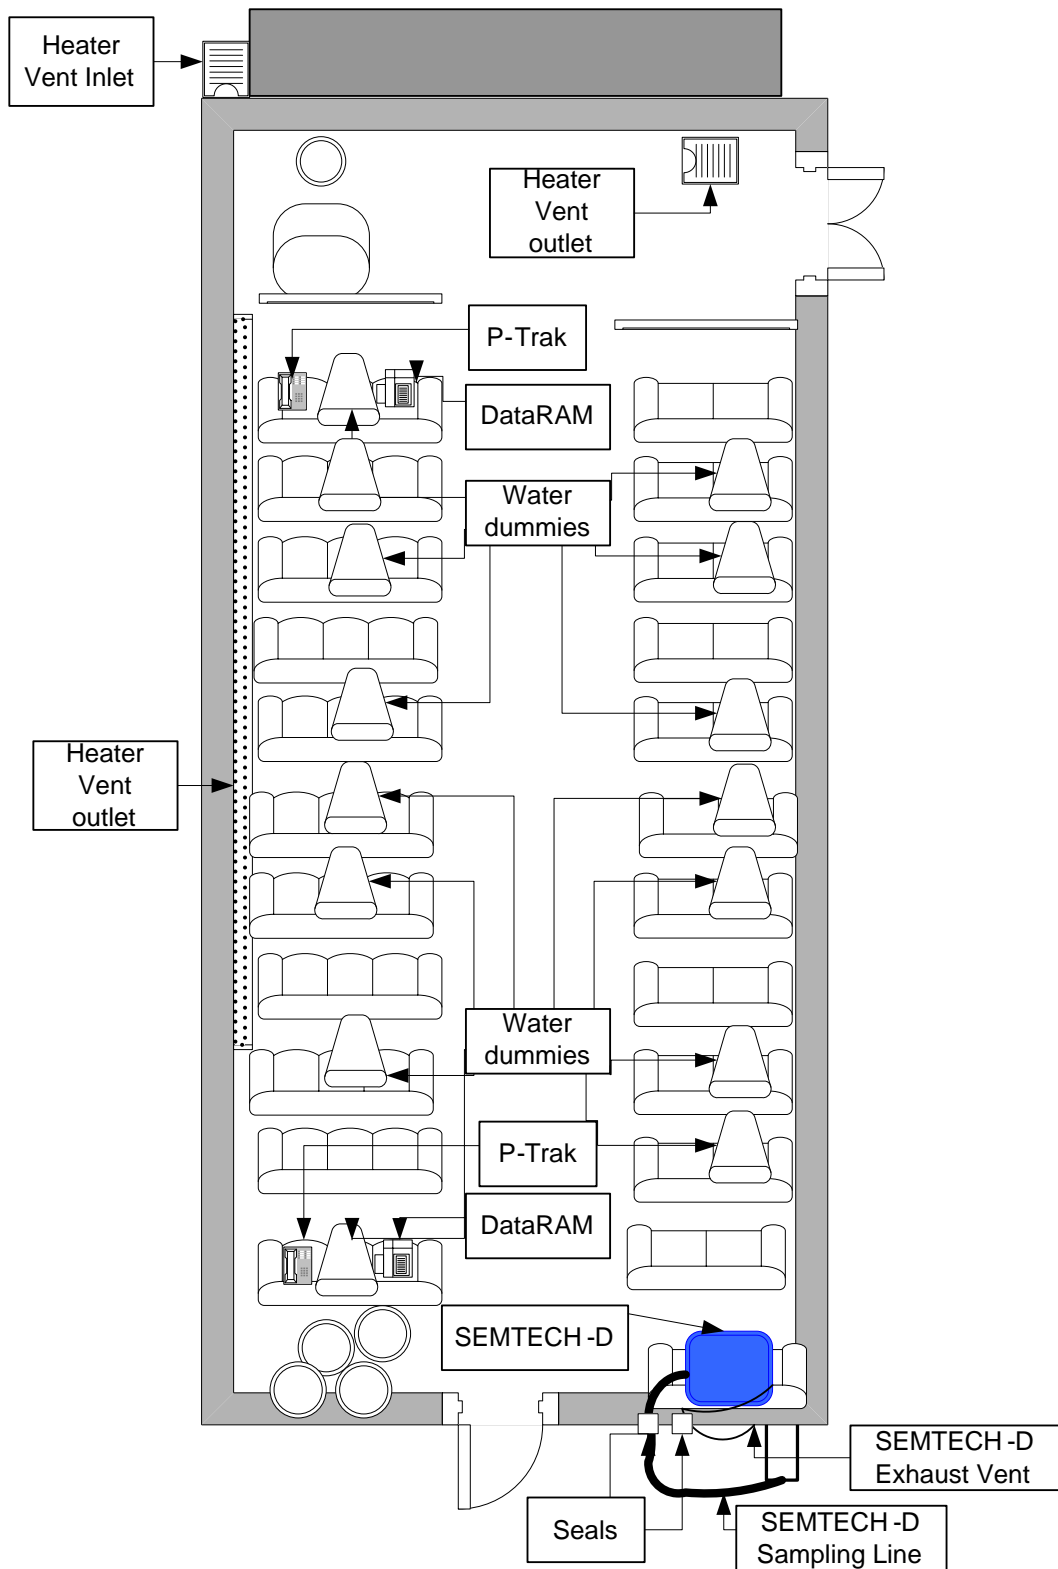 Heater
Vent Inlet
Heater
Vent
outlet
P-Trak
DataRAM
Water
dummies
Heater
Vent
outlet
Water
dummies
P-Trak
DataRAM
SEMTECH -D
SEMTECH -D
Exhaust Vent
Seals
SEMTECH -D
Sampling Line